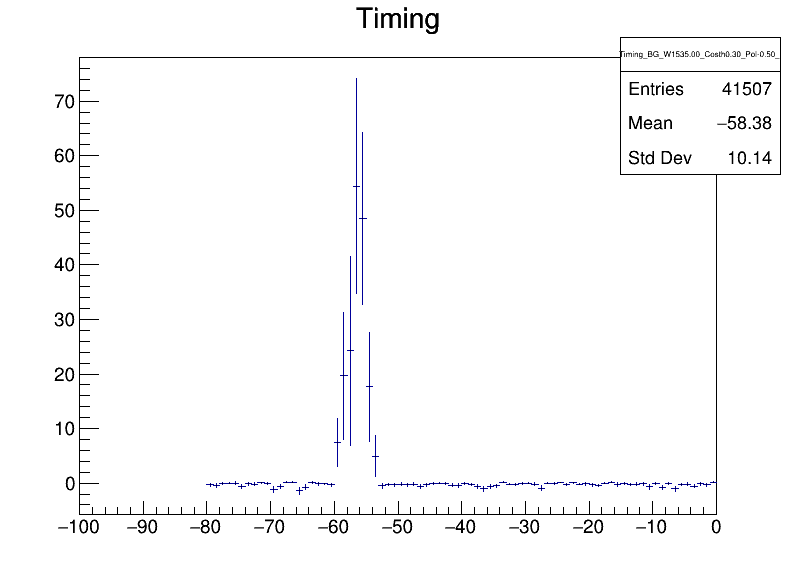 Timing
Timing_BG_W1535.00_Costh0.30_Pol-0.50_
Entries 41507
Mean −58.38
Std Dev 10.14
70
60
50
40
30
20
10
0
−100 −90 −80 −70 −60 −50 −40 −30 −20 −10 0